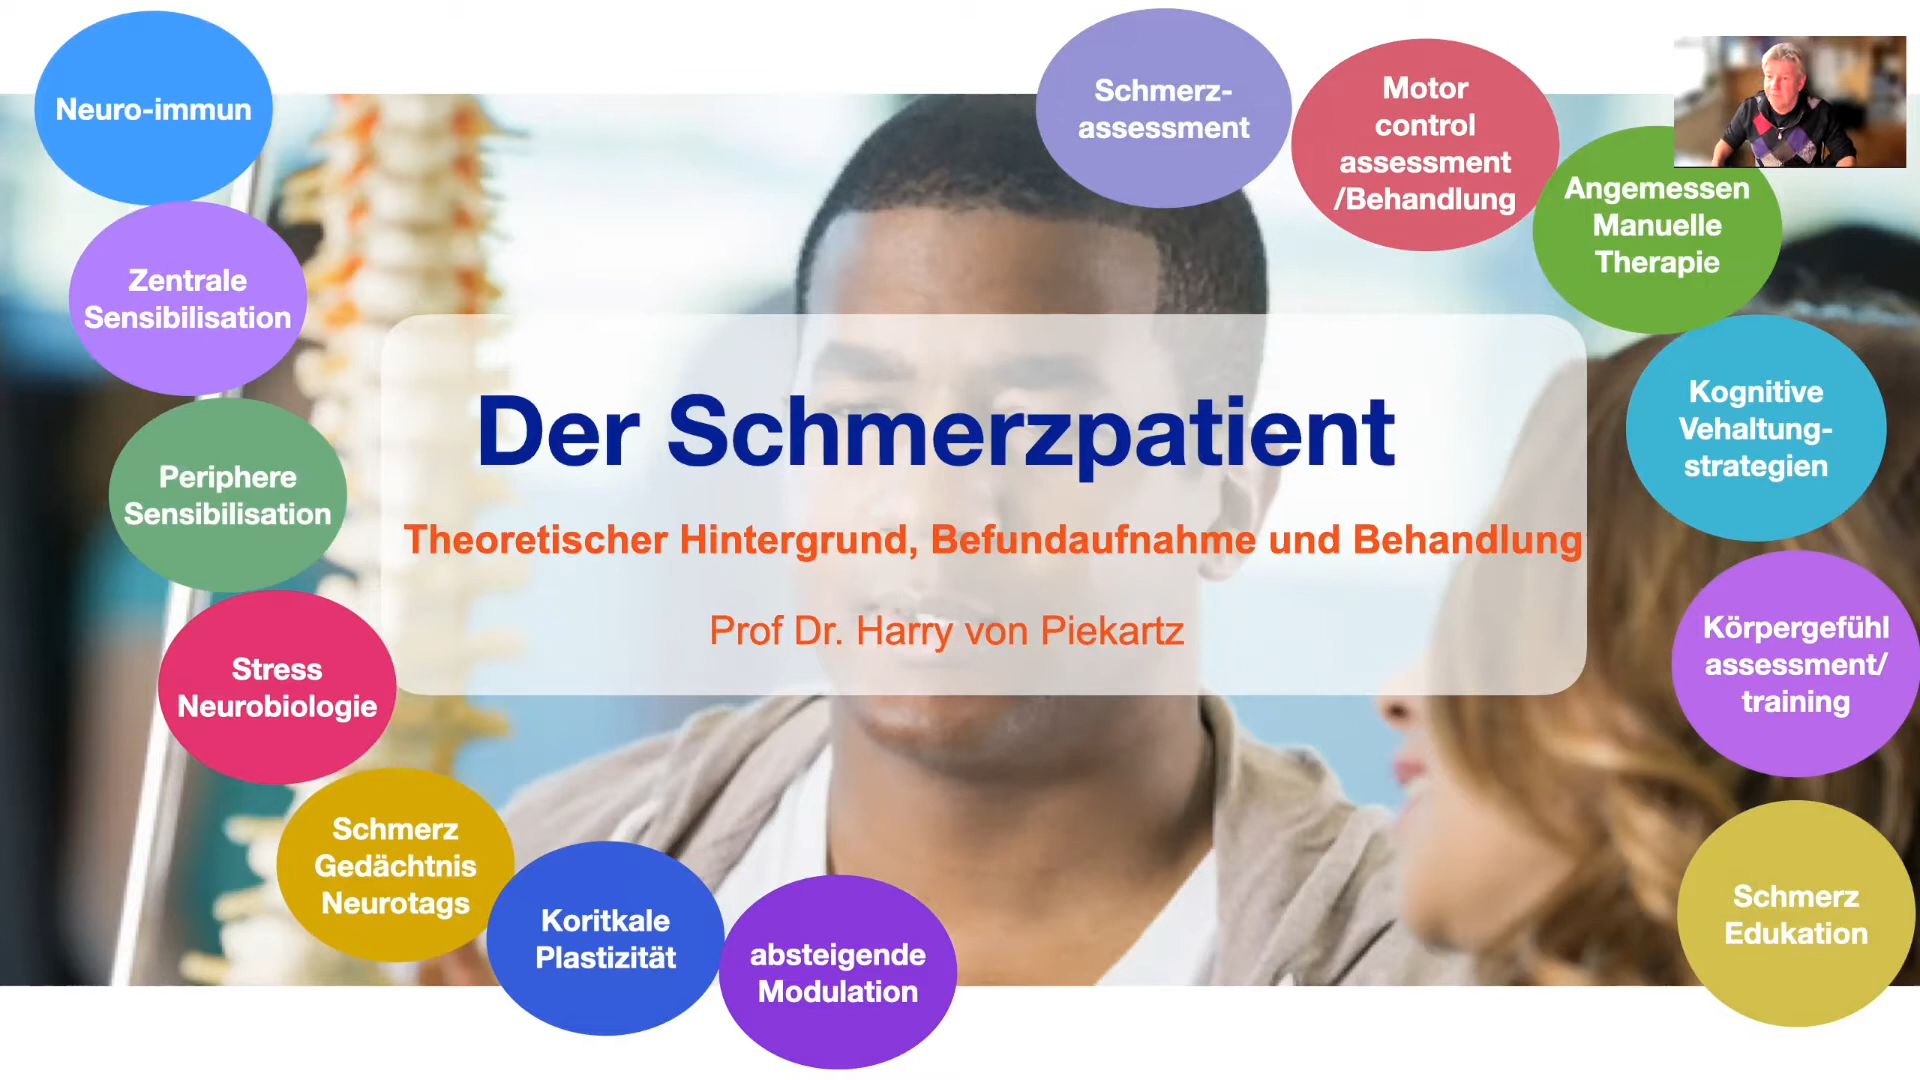 Neuro-immun
Zentrale
Sensibilisation
Periphere
Sensibilisation
Stress
Neurobiologie
Schmerz
Gedächtnis
Neurotags
Koritkale
Plastizität
absteigende
Modulation
Der Schmerzpatient
Theoretischer Hintergrund, Befundaufnahme und Behandlung
Prof Dr. Harry von Piekartz
Schmerz-
assessment
Motor
control
assessment
/Behandlung
Angemessen
Manuelle
Therapie
Kognitive
Vehaltung-
strategien
Körpergefühl
assessment/
training
Schmerz
Edukation